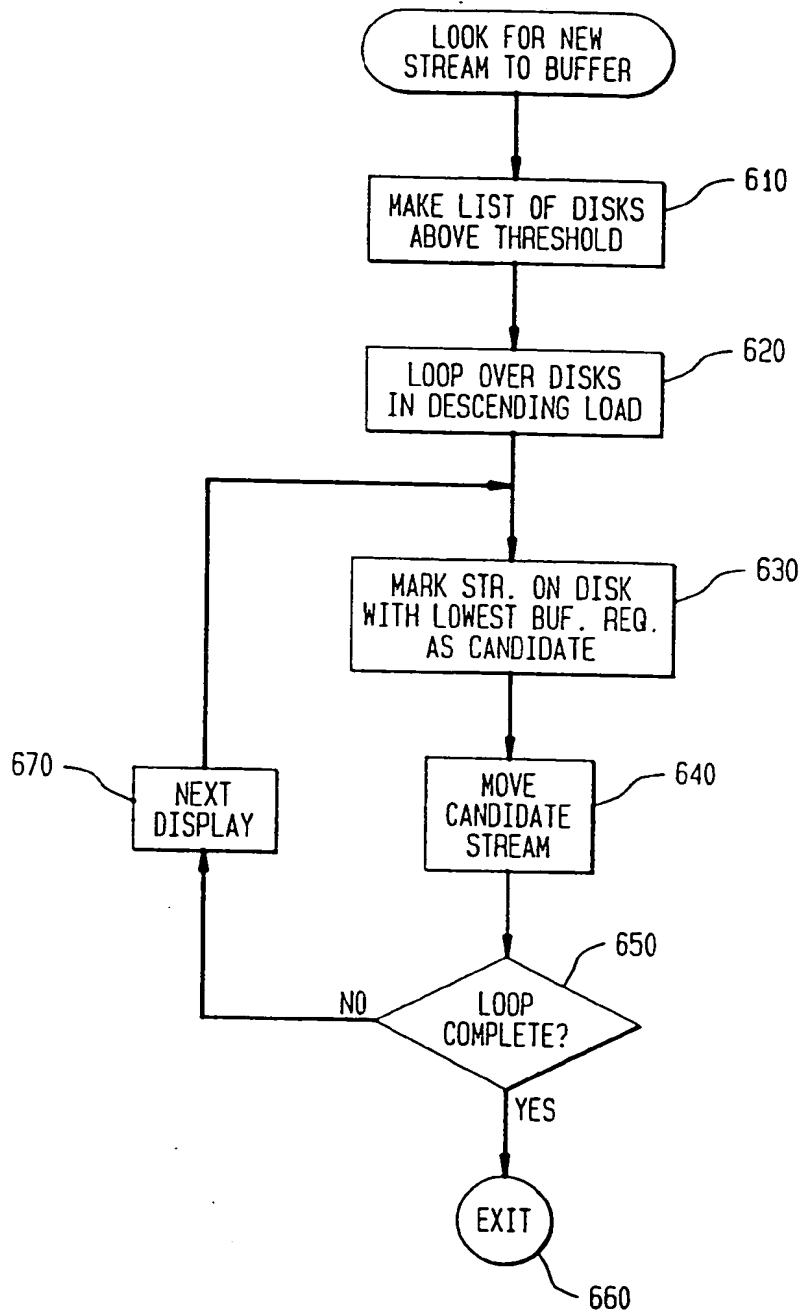 LOOK FOR NEW
STREAM TO BUFFER
610
MAKE LIST OF DISKS
ABOVE THRESHOLD
620
LOOP OVER DISKS
IN DESCENDING LOAD
630
MARK STR. ON DISK
WITH LOWEST BUF. REQ.
AS CANDIDATE
670
NEXT
DISPLAY
640
MOVE
CANDIDATE
STREAM
650
NO
LOOP
COMPLETE?
YES
EXIT
660